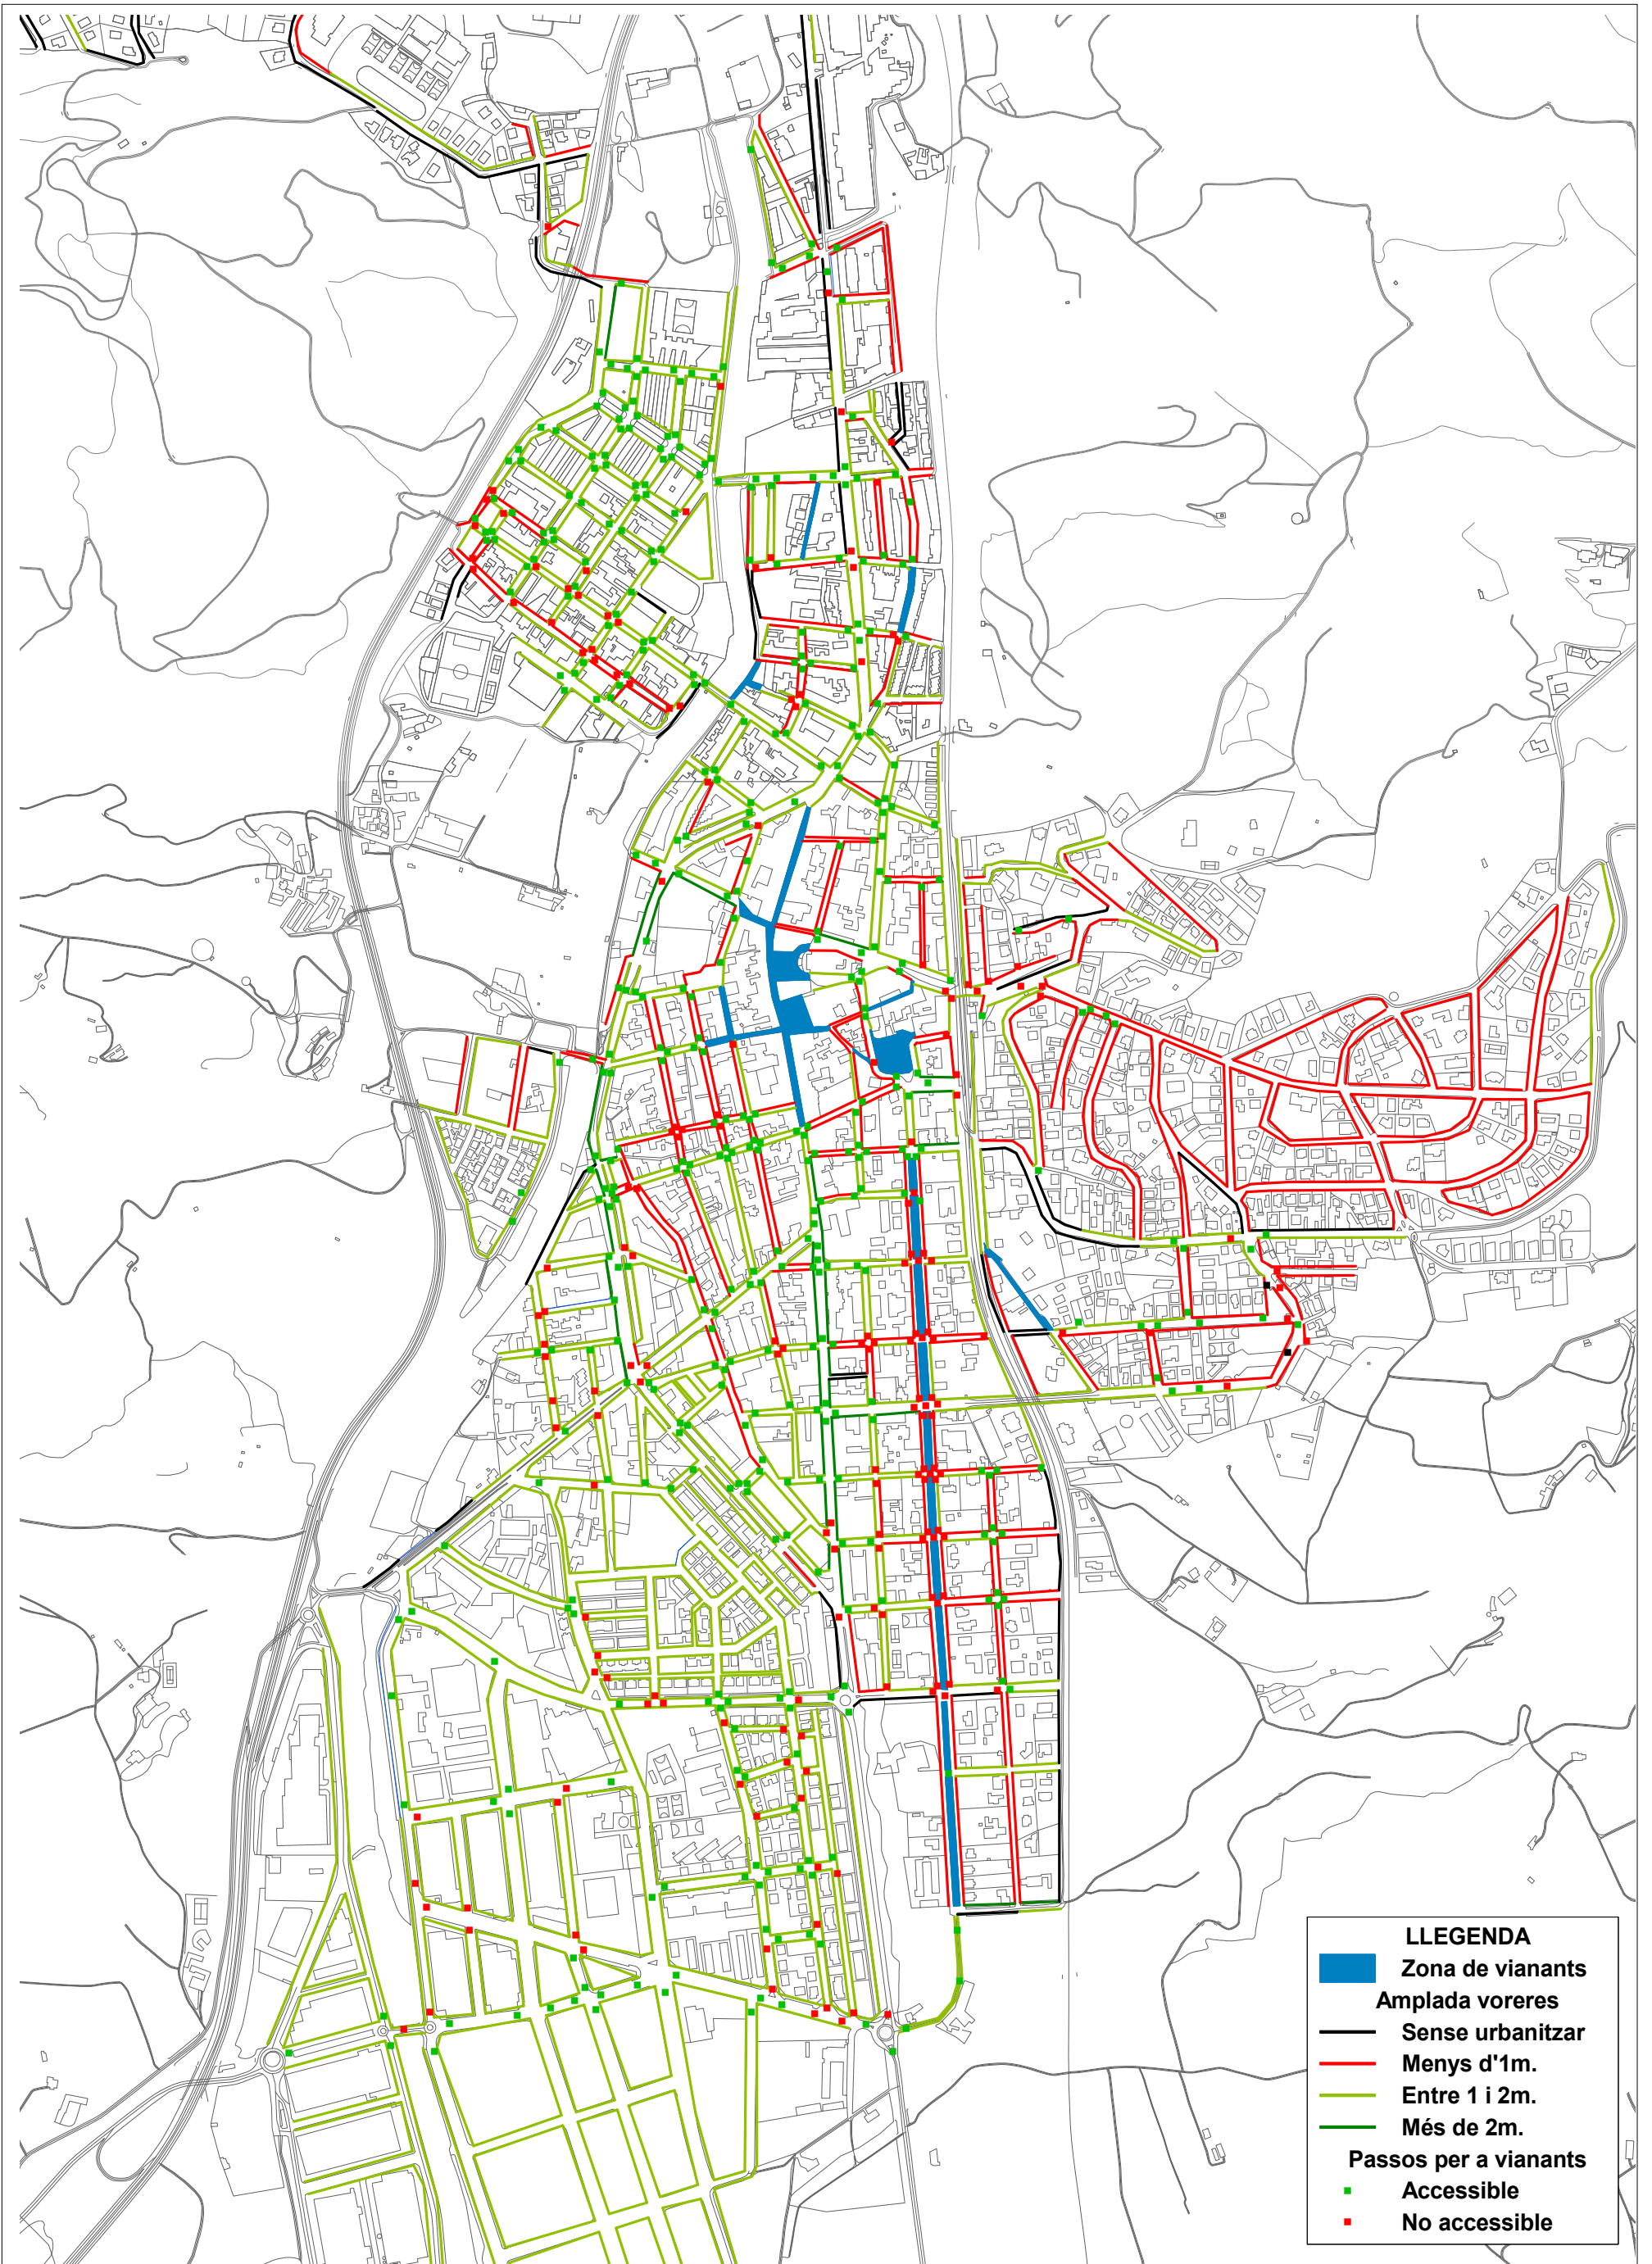 LLEGENDA
Zona de vianants
Amplada voreres
Sense urbanitzar
Menys d'1m.
Entre 1 i 2m.
Més de 2m.
Passos per a vianants
Accessible
No accessible